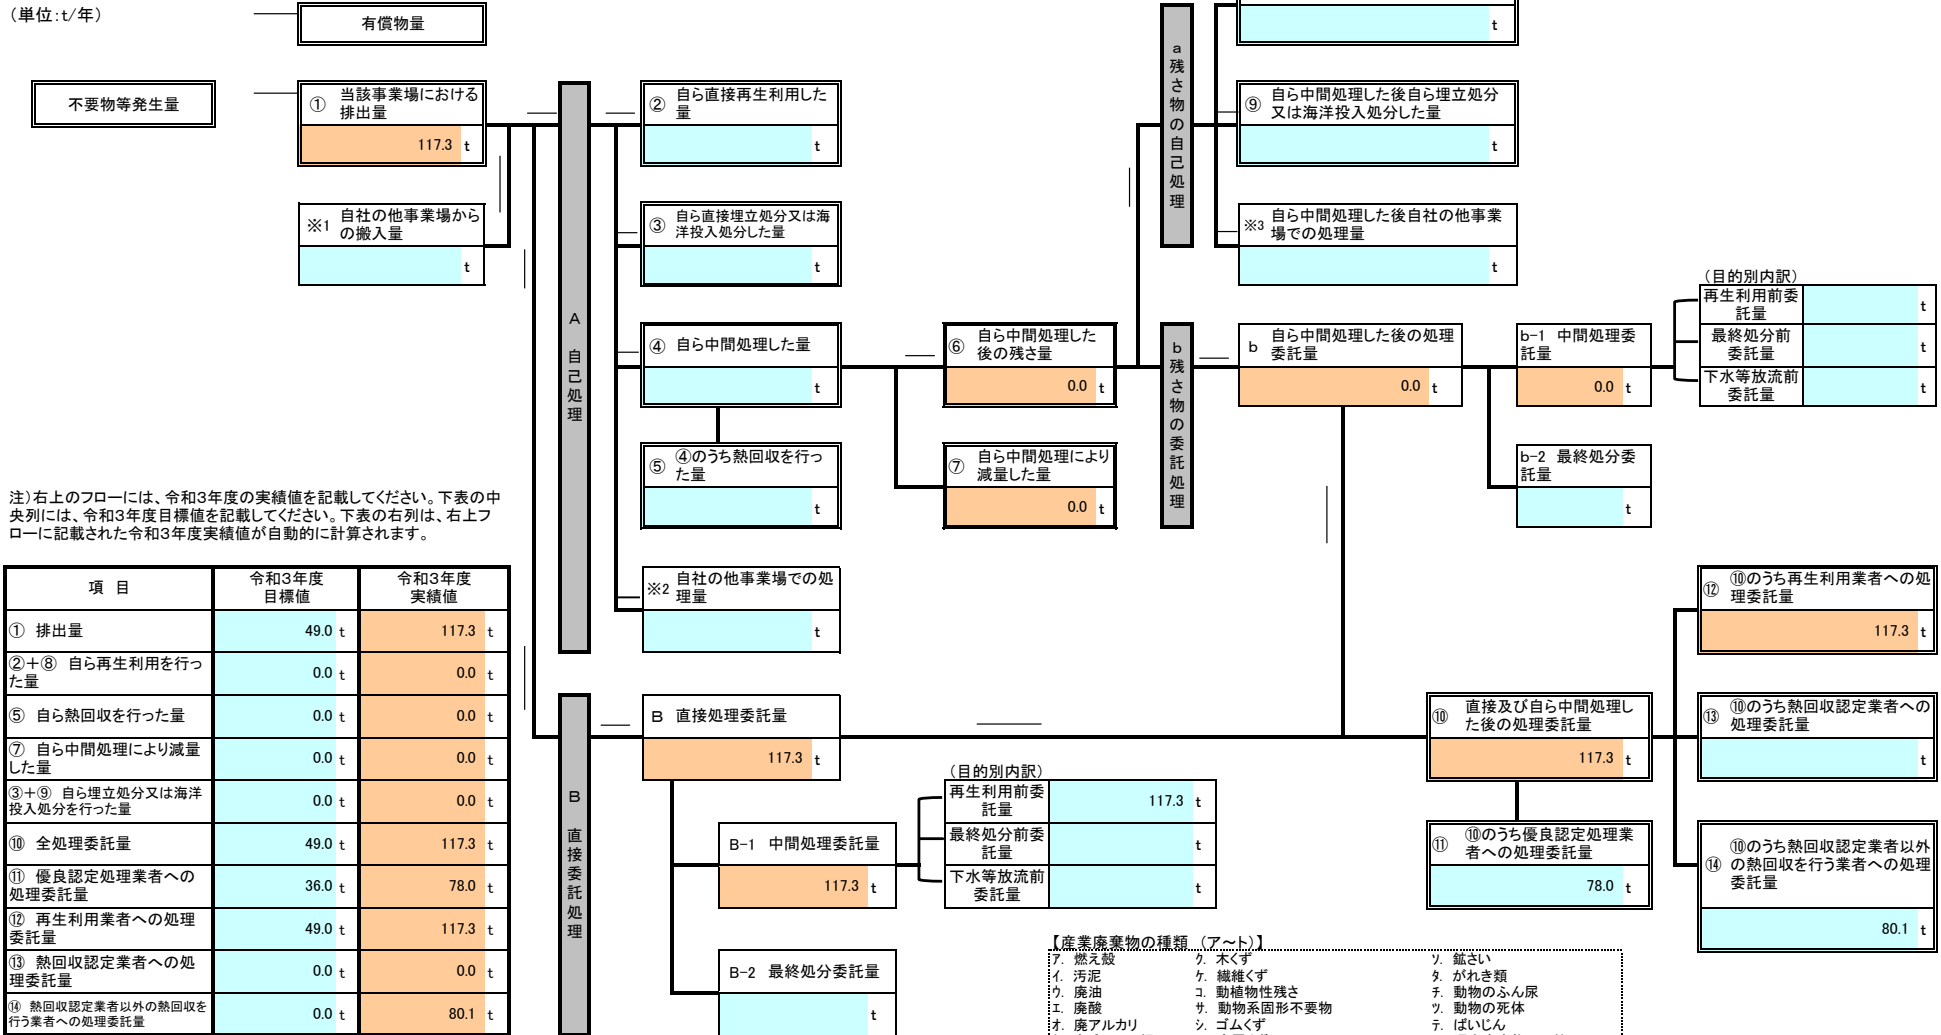 (単位:t/年)
有償物量
t
不要物等発生量
① 当該事業場における
排出量
117.3 t
② 自ら直接再生利用した
量
t
a 残さ物の自己処理
⑨ 自ら中間処理した後自ら埋立処分
又は海洋投入処分した量
t
※1 自社の他事業場から
の搬入量
t
③ 自ら直接埋立処分又は海
洋投入処分した量
t
※3 自ら中間処理した後自社の他事業
場での処理量
t
A 自己処理
④ 自ら中間処理した量
t
⑥ 自ら中間処理した
後の残さ量
0.0 t
b 残さ物の委託処理
b 自ら中間処理した後の処理
委託量
0.0 t
b-1 中間処理委
託量
0.0 t
(目的別内訳)
再生利用前委
託量
t
最終処分前
委託量
t
下水等放流前
委託量
t
⑤ ④のうち熱回収を行っ
た量
t
⑦ 自ら中間処理により
減量した量
0.0 t
b-2 最終処分委
託量
t
注)右上のフローには、令和3年度の実績値を記載してください。下表の中
央列には、令和3年度目標値を記載してください。下表の右列は、右上フ
ローに記載された令和3年度実績値が自動的に計算されます。
※2 自社の他事業場での処
理量
t
項 目 令和3年度
目標値 令和3年度
実績値
① 排出量 49.0 t 117.3 t
②+⑧ 自ら再生利用を行っ
た量 0.0 t 0.0 t
⑤ 自ら熱回収を行った量 0.0 t 0.0 t
⑦ 自ら中間処理により減量
した量 0.0 t 0.0 t
③+⑨ 自ら埋立処分又は海洋
投入処分を行った量 0.0 t 0.0 t
⑩ 全処理委託量 49.0 t 117.3 t
⑪ 優良認定処理業者への
処理委託量 36.0 t 78.0 t
⑫ 再生利用業者への処理
委託量 49.0 t 117.3 t
⑬ 熱回収認定業者への処
理委託量 0.0 t 0.0 t
⑭ 熱回収認定業者以外の熱回収を
行う業者への処理委託量 0.0 t 80.1 t
B 直接委託処理
B 直接処理委託量
117.3 t
B-1 中間処理委託量
117.3 t
(目的別内訳)
再生利用前委
託量
117.3 t
最終処分前委
託量
t
下水等放流前
委託量
t
B-2 最終処分委託量
t
⑩ 直接及び自ら中間処理し
た後の処理委託量
117.3 t
⑪ ⑩のうち優良認定処理業
者への処理委託量
78.0 t
⑫ ⑩のうち再生利用業者への処
理委託量
117.3 t
⑬ ⑩のうち熱回収認定業者への
処理委託量
t
⑭ ⑩のうち熱回収認定業者以外
の熱回収を行う業者への処理
委託量
80.1 t
【産業廃棄物の種類 (ア~ト)】
ア. 燃え殻 ク. 木くず ソ. 鉱さい
イ. 汚泥 ケ. 繊維くず タ. がれき類
ウ. 廃油 コ. 動植物性残さ チ. 動物のふん尿
エ. 廃酸 サ. 動物系固形不要物 ツ. 動物の死体
オ. 廃アルカリ シ. ゴムくず テ. ばいじん